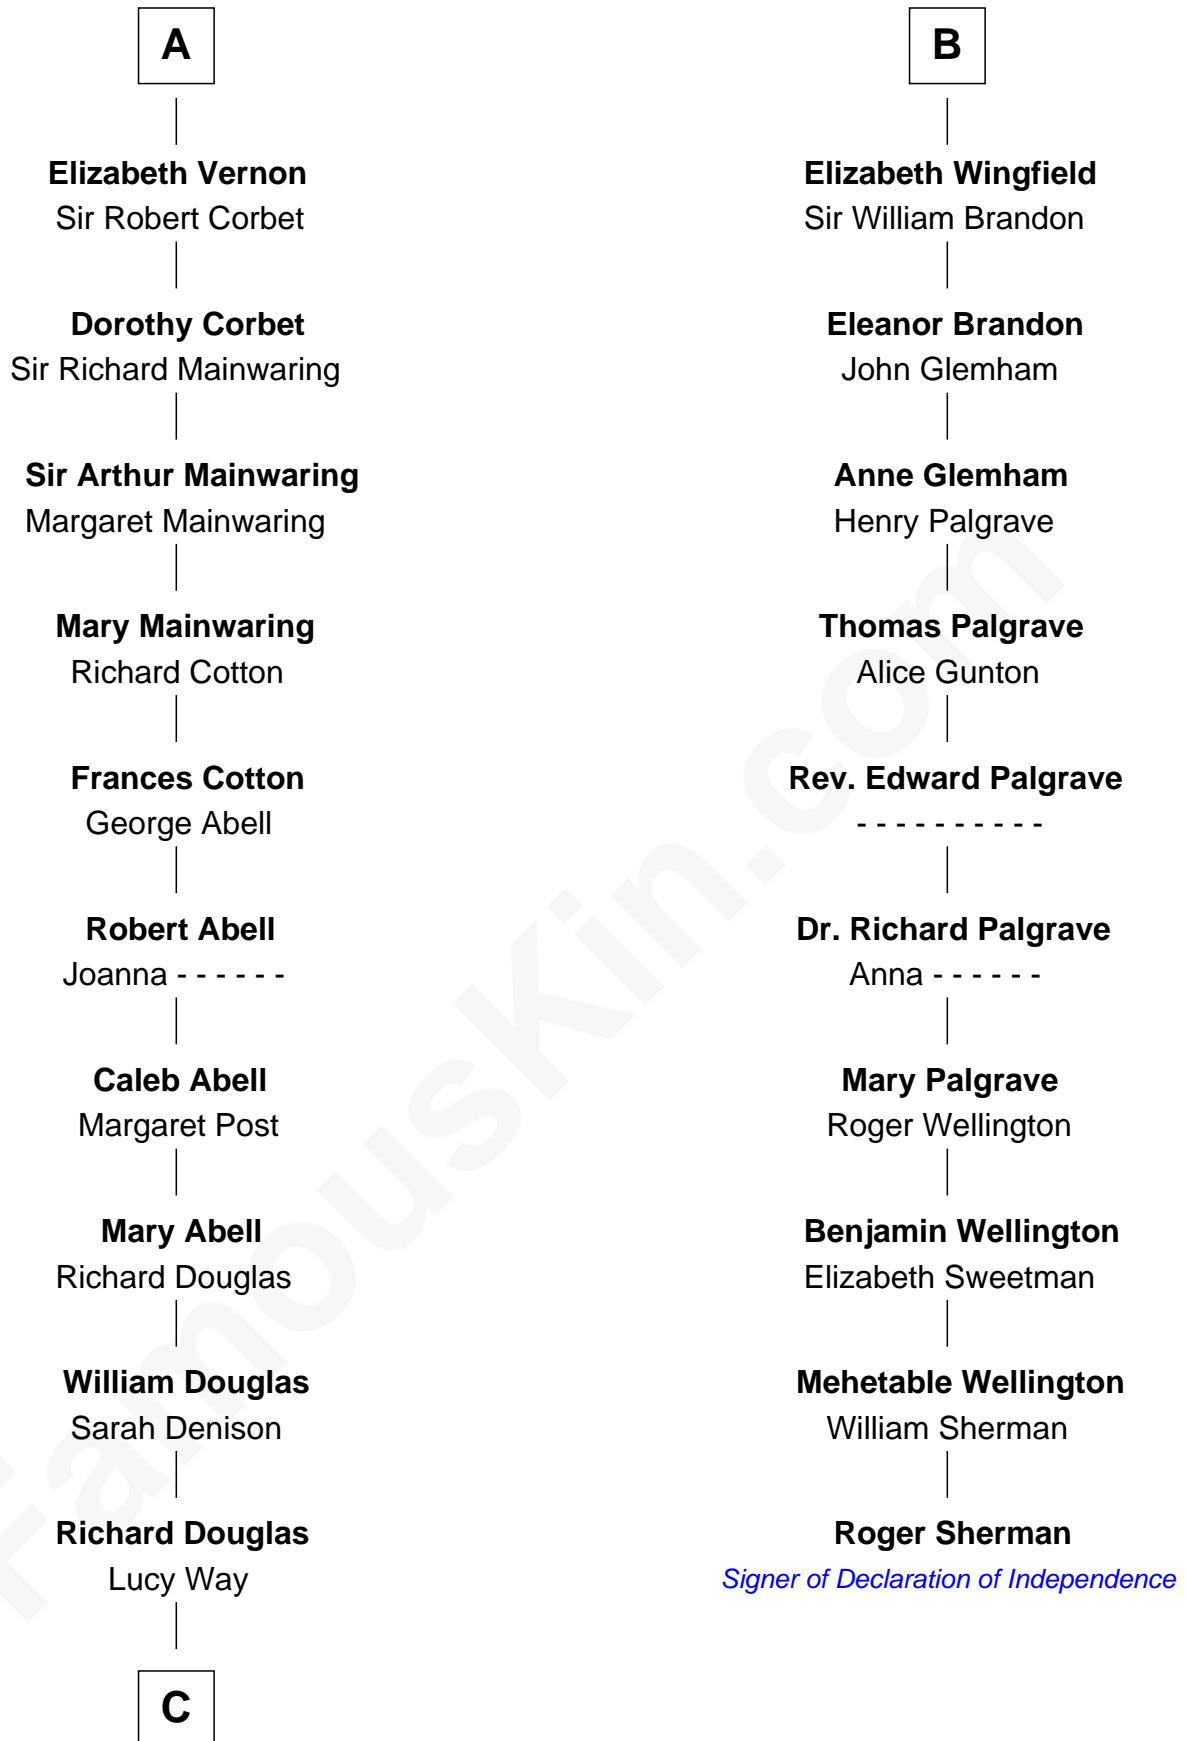 A
Elizabeth Vernon
Sir Robert Corbet
Dorothy Corbet
Sir Richard Mainwaring
Sir Arthur Mainwaring
Margaret Mainwaring
Mary Mainwaring
Richard Cotton
Frances Cotton
George Abell
Robert Abell
Joanna - - - - - -
Caleb Abell
Margaret Post
Mary Abell
Richard Douglas
William Douglas
Sarah Denison
Richard Douglas
Lucy Way
C
B
Elizabeth Wingfield
Sir William Brandon
Eleanor Brandon
John Glemham
Anne Glemham
Henry Palgrave
Thomas Palgrave
Alice Gunton
Rev. Edward Palgrave
- - - - - - - - - -
Dr. Richard Palgrave
Anna - - - - - -
Mary Palgrave
Roger Wellington
Benjamin Wellington
Elizabeth Sweetman
Mehetable Wellington
William Sherman
Roger Sherman
Signer of Declaration of Independence
FamousKin.com